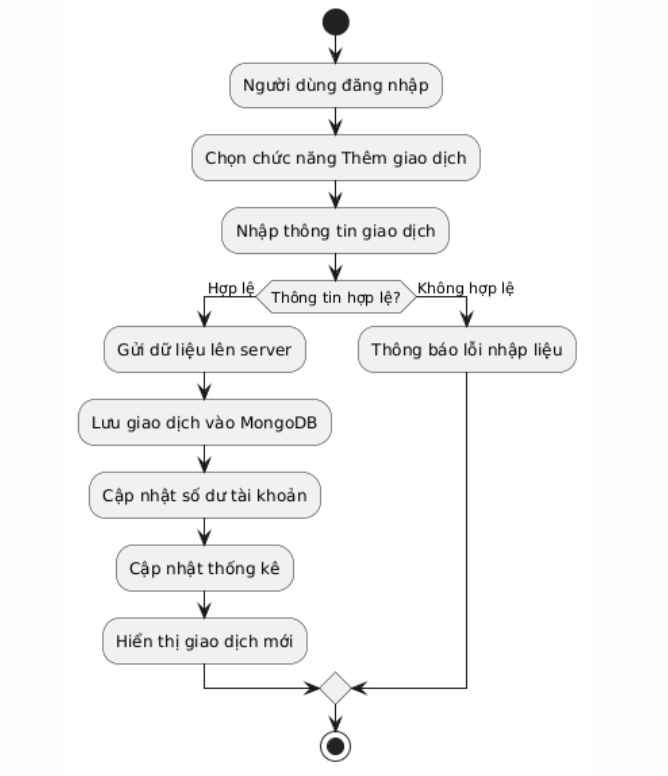 Người dùng đăng nhập
Chọn chức năng Thêm giao dịch
Nhập thông tin giao dịch
Thông tin hợp lệ?
Hợp lệ
Không hợp lệ
Gửi dữ liệu lên server
Thông báo lỗi nhập liệu
Lưu giao dịch vào MongoDB
Cập nhật số dư tài khoản
Cập nhật thống kê
Hiển thị giao dịch mới